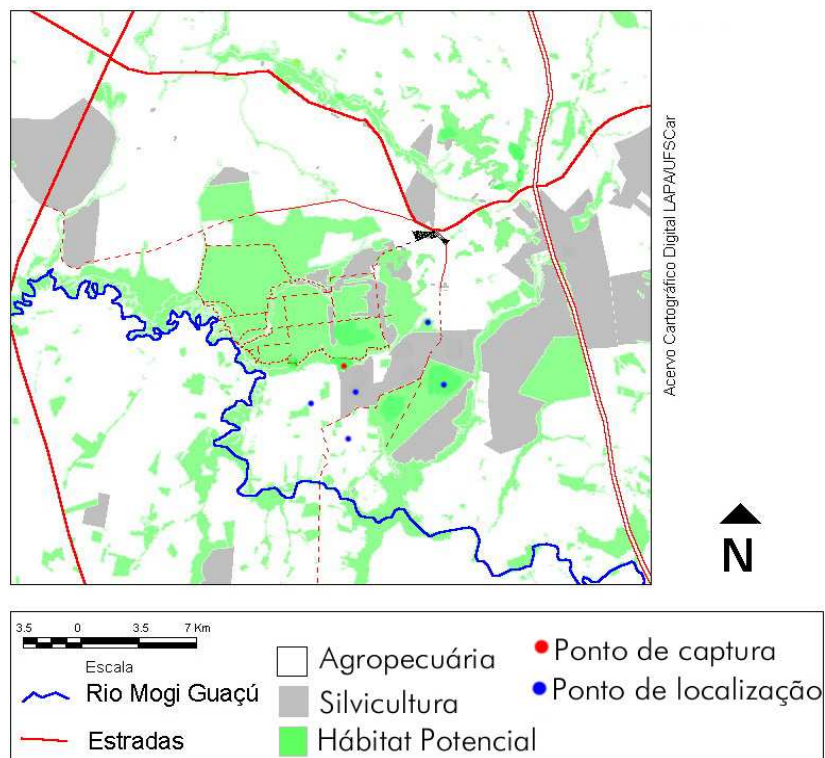 Acervo Cartográfico Digital LAPA/UFSCar
N
3.5 0 3.5 7 Km
Escala
Rio Mogi Guaçú
Estradas
Agropecuária
Silvicultura
Hábitat Potencial
Ponto de captura
Ponto de localização